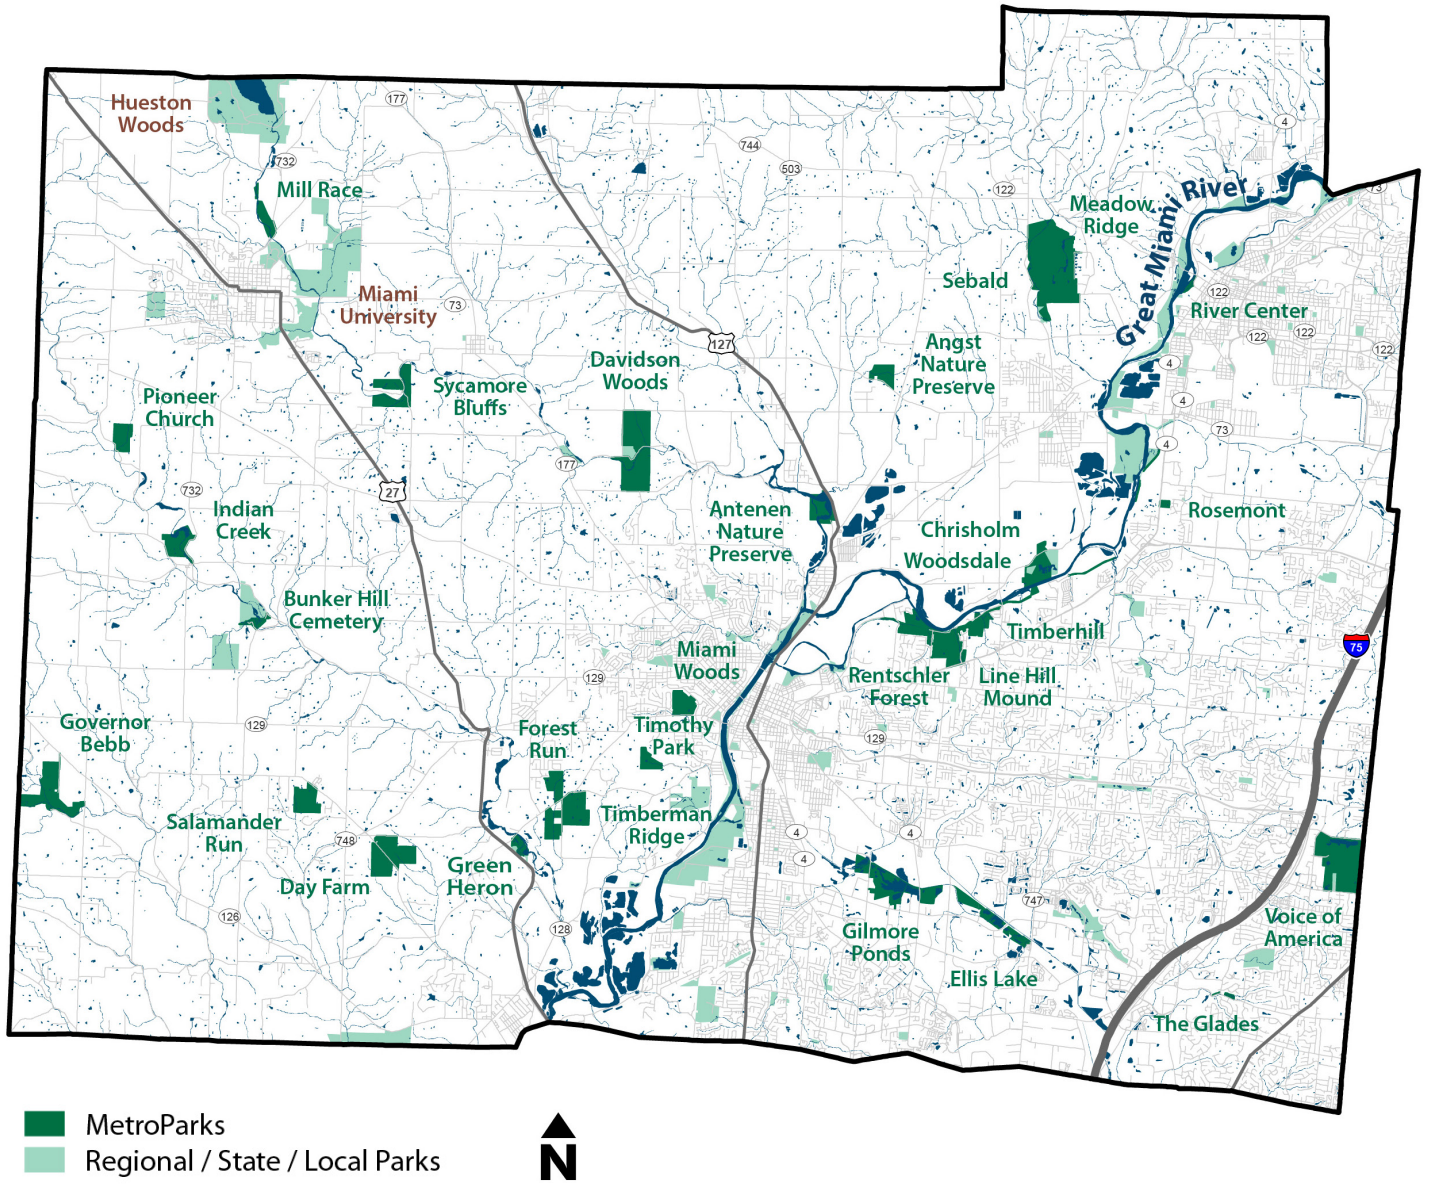 Hueston
Woods
177
4
732
744
503
73
Mill Race
122
Meadow
Ridge
Great Miami River
Sebald
Miami
University
73
122
River Center
122
122
122
127
4
Davidson
Woods
Angst
Nature
Preserve
Sycamore
Bluffs
Pioneer
Church
4
73
4
177
732
27
Indian
Creek
Antenen
Nature
Preserve
Rosemont
Chrisholm
Woodsdale
Bunker Hill
Cemetery
Timberhill
75
Miami
Woods
129
Rentschler
Forest
Line Hill
Mound
Governor
Bebb
129
Forest
Run
Timothy
Park
129
Salamander
Run
748
Timberman
Ridge
4
4
4
Green
Heron
Day Farm
747
126
128
Gilmore
Ponds
Voice of
America
Ellis Lake
The Glades
MetroParks
Regional / State / Local Parks
N